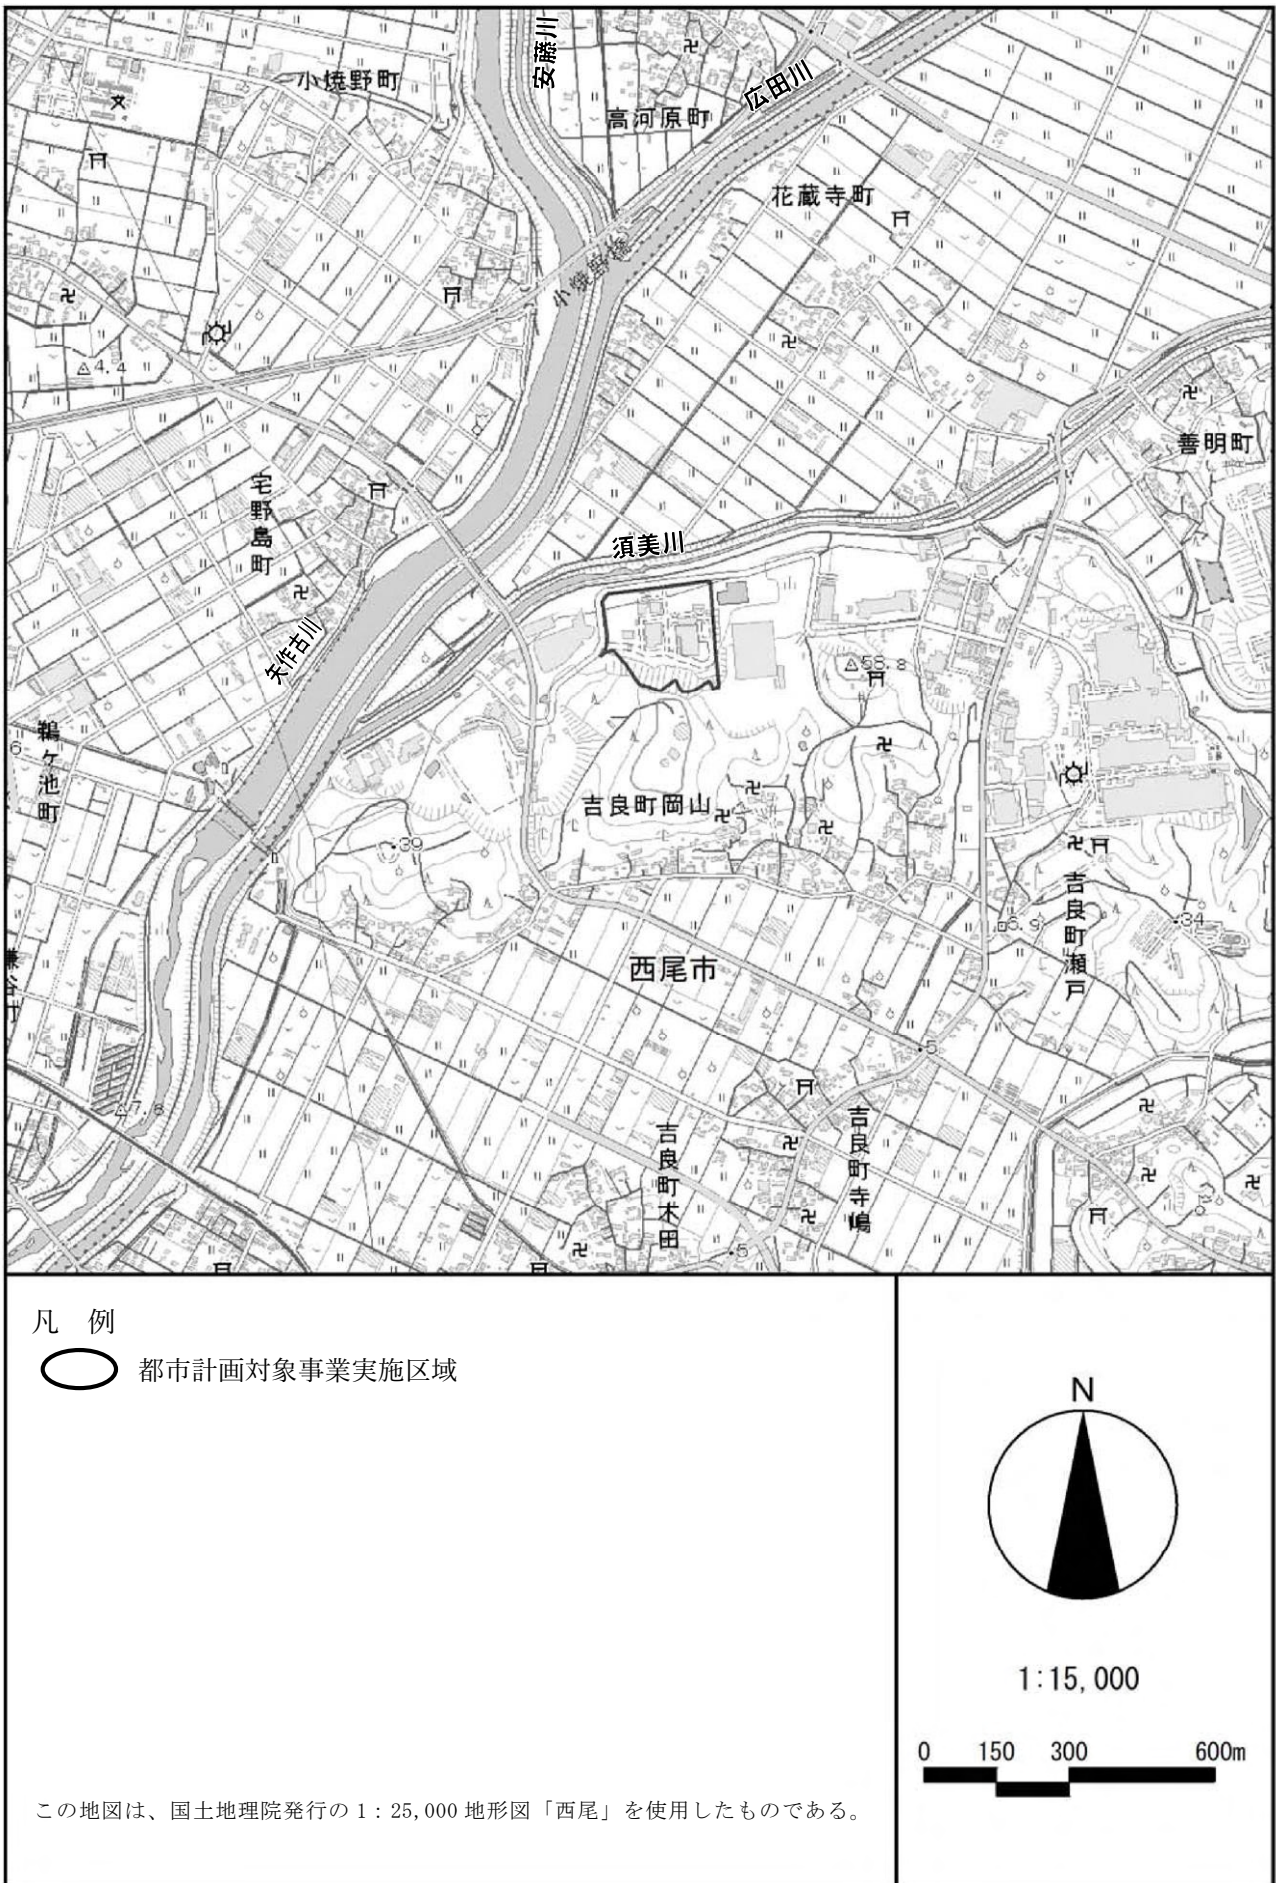 安藤川
小焼野町
広田川
高河原町
花蔵寺町
小焼野橋
4.4
善明町
宅野島町
須美川
矢作古川
58.8
鵜ヶ池町
吉良町岡山
39
吉良町瀬戸
34
6.9
西尾市
5
7.8
吉良町寺嶋
吉良町木田
5
凡 例
都市計画対象事業実施区域
N
1:15,000
0 150 300 600m
この地図は、国土地理院発行の 1：25,000 地形図「西尾」を使用したものである。